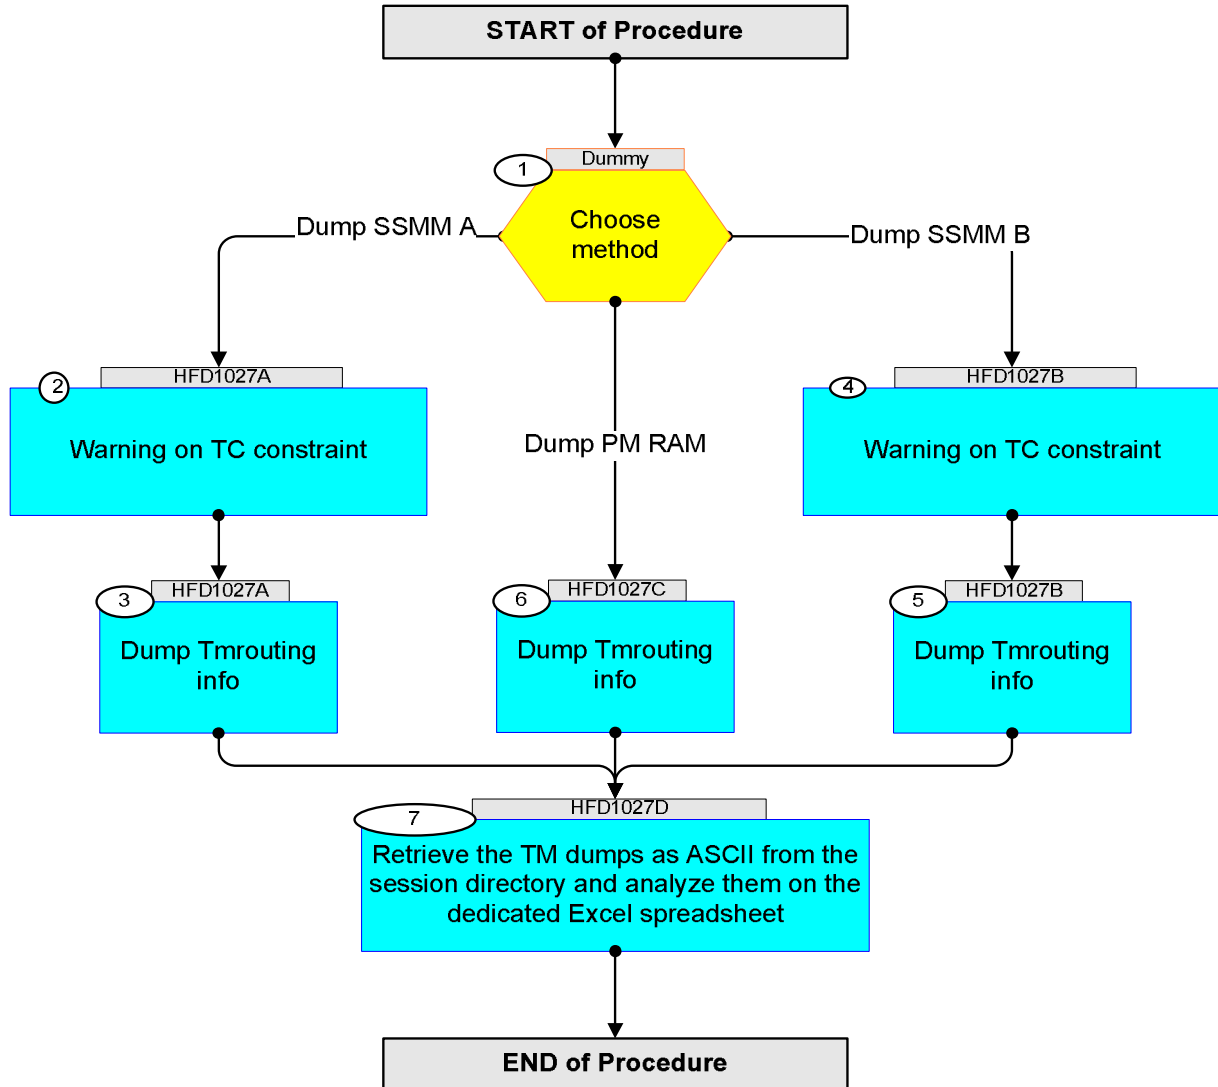 START of Procedure
Dummy
1
Choose
method
Dump SSMM A
Dump SSMM B
HFD1027A
2
Warning on TC constraint
HFD1027B
4
Warning on TC constraint
Dump PM RAM
HFD1027A
3
Dump Tmrouting
info
HFD1027C
6
Dump Tmrouting
info
HFD1027B
5
Dump Tmrouting
info
HFD1027D
7
Retrieve the TM dumps as ASCII from the
session directory and analyze them on the
dedicated Excel spreadsheet
END of Procedure